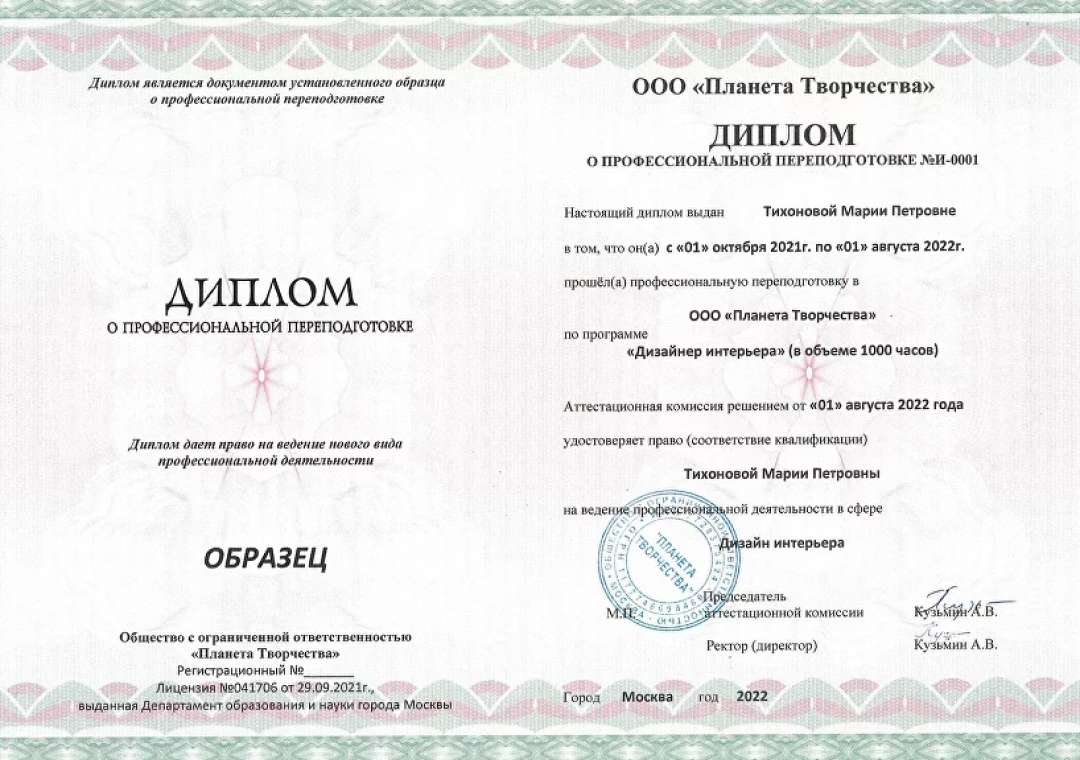 Диплом является документом установленного образца
о профессиональной переподготовке
ДИПЛОМ
О ПРОФЕССИОНАЛЬНОЙ ПЕРЕПОДГОТОВКЕ
Диплом дает право на ведение нового вида
профессиональной деятельности
ОБРАЗЕЦ
Общество с ограниченной ответственностью
«Планета Творчества»
Регистрационный №_______
Лицензия №041706 от 29.09.2021г.,
выданная Департамент образования и науки города Москвы
ООО «Планета Творчества»
ДИПЛОМ
О ПРОФЕССИОНАЛЬНОЙ ПЕРЕПОДГОТОВКЕ №И-0001
Настоящий диплом выдан Тихоновой Марии Петровне
в том, что он(а) с «01» октября 2021г. по «01» августа 2022г.
прошёл(а) профессиональную переподготовку в
ООО «Планета Творчества»
по программе
«Дизайнер интерьера» (в объеме 1000 часов)
Аттестационная комиссия решением от «01» августа 2022 года
удостоверяет право (соответствие квалификации)
Тихоновой Марии Петровны
на ведение профессиональной деятельности в сфере
Дизайн интерьера
"ПЛАНЕТА
ТВОРЧЕСТВА"
Председатель
М.П. аттестационной комиссии Кузьмин А.В.
Ректор (директор) Кузьмин А.В.
Город Москва год 2022